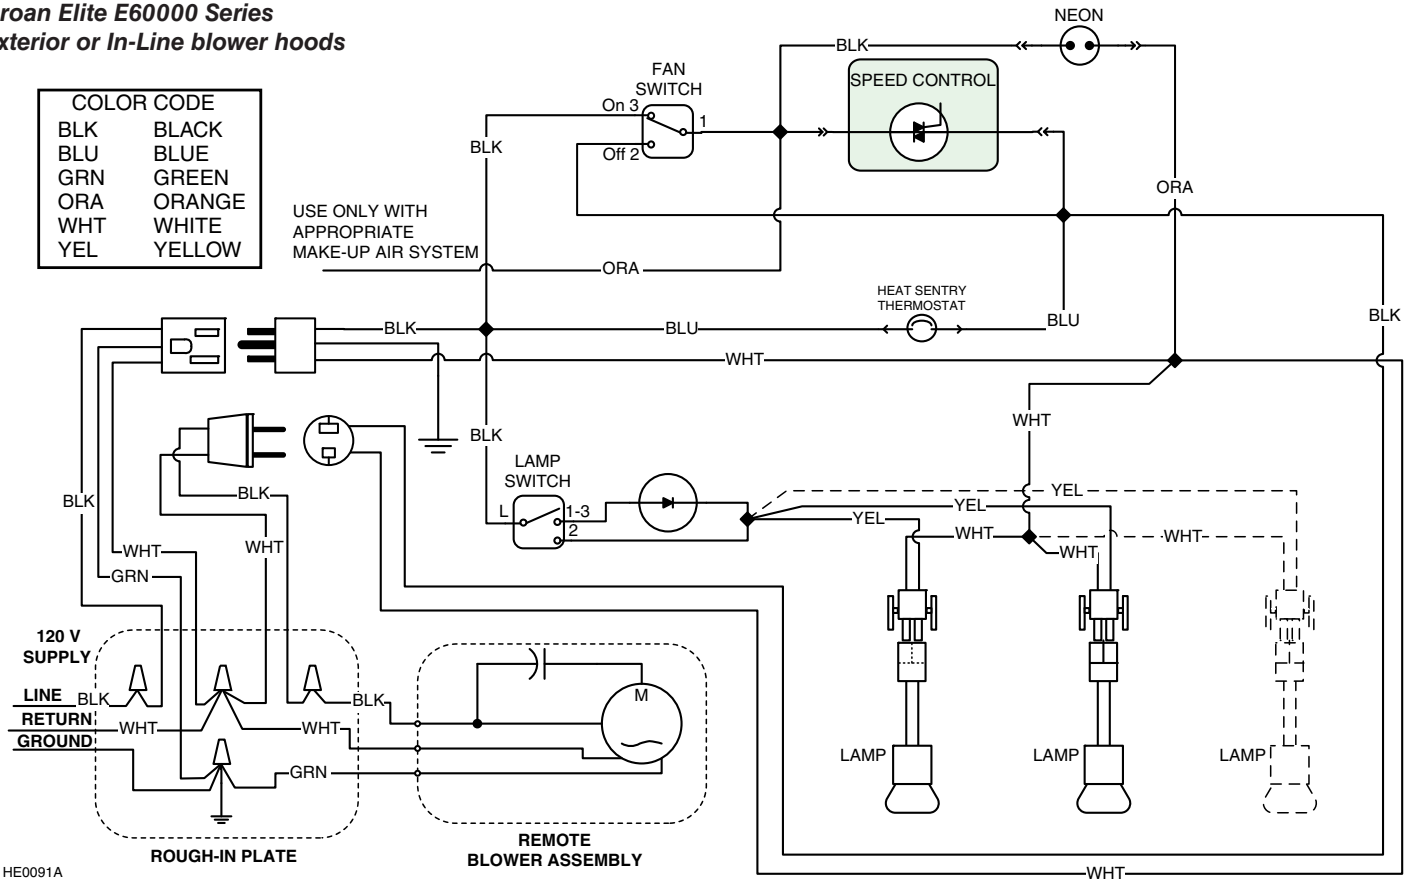 roan Elite E60000 Series
xterior or In-Line blower hoods
COLOR CODE
BLK BLACK
BLU BLUE
GRN GREEN
ORA ORANGE
WHT WHITE
YEL YELLOW
NEON
BLK
FAN
SWITCH
SPEED CONTROL
On 3
1
BLK
Off 2
ORA
USE ONLY WITH
APPROPRIATE
MAKE-UP AIR SYSTEM
ORA
HEAT SENTRY
THERMOSTAT
BLK
BLU
BLU
BLK
WHT
WHT
BLK
LAMP
SWITCH
L
1-3
2
BLK
BLK
YEL
YEL
YEL
WHT
WHT
WHT
WHT
WHT
GRN
120 V
SUPPLY
LINE
BLK
BLK
RETURN
WHT
WHT
GROUND
GRN
M
LAMP
LAMP
LAMP
ROUGH-IN PLATE
REMOTE
BLOWER ASSEMBLY
HE0091A
WHT